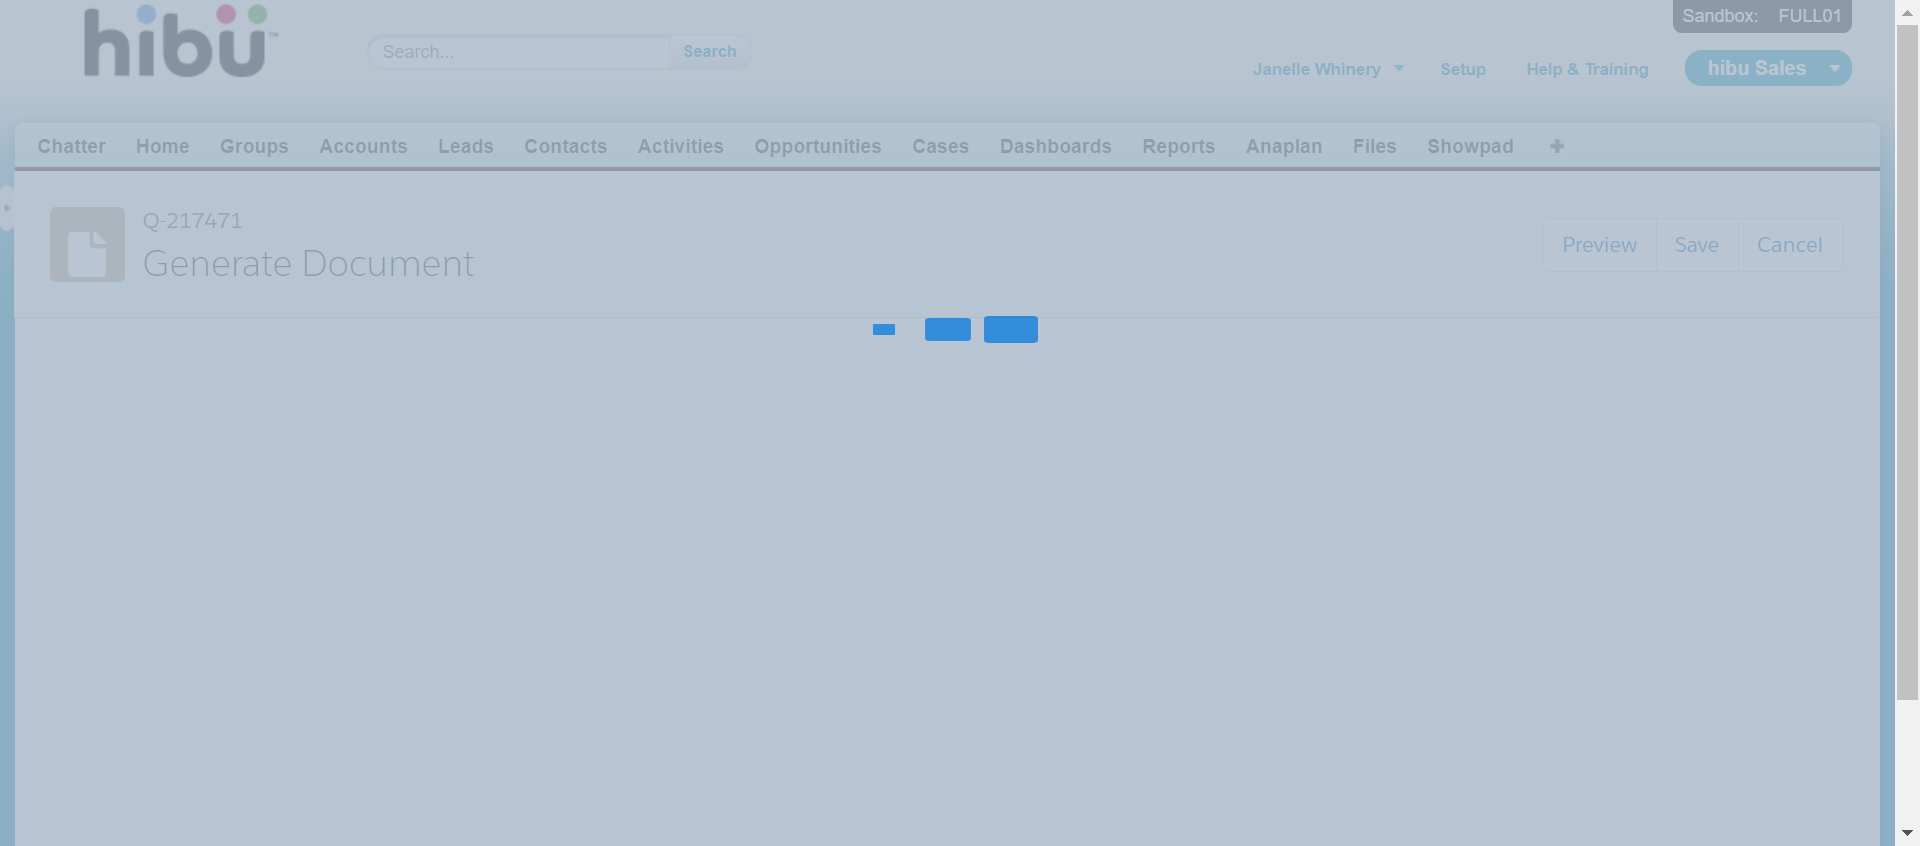 hibu™
Search...
Search
Sandbox: FULL01
Janelle Whinery
Setup
Help & Training
hibu Sales
Chatter Home Groups Accounts Leads Contacts Activities Opportunities Cases Dashboards Reports Anaplan Files Showpad
Q-217471
Generate Document
Preview Save Cancel